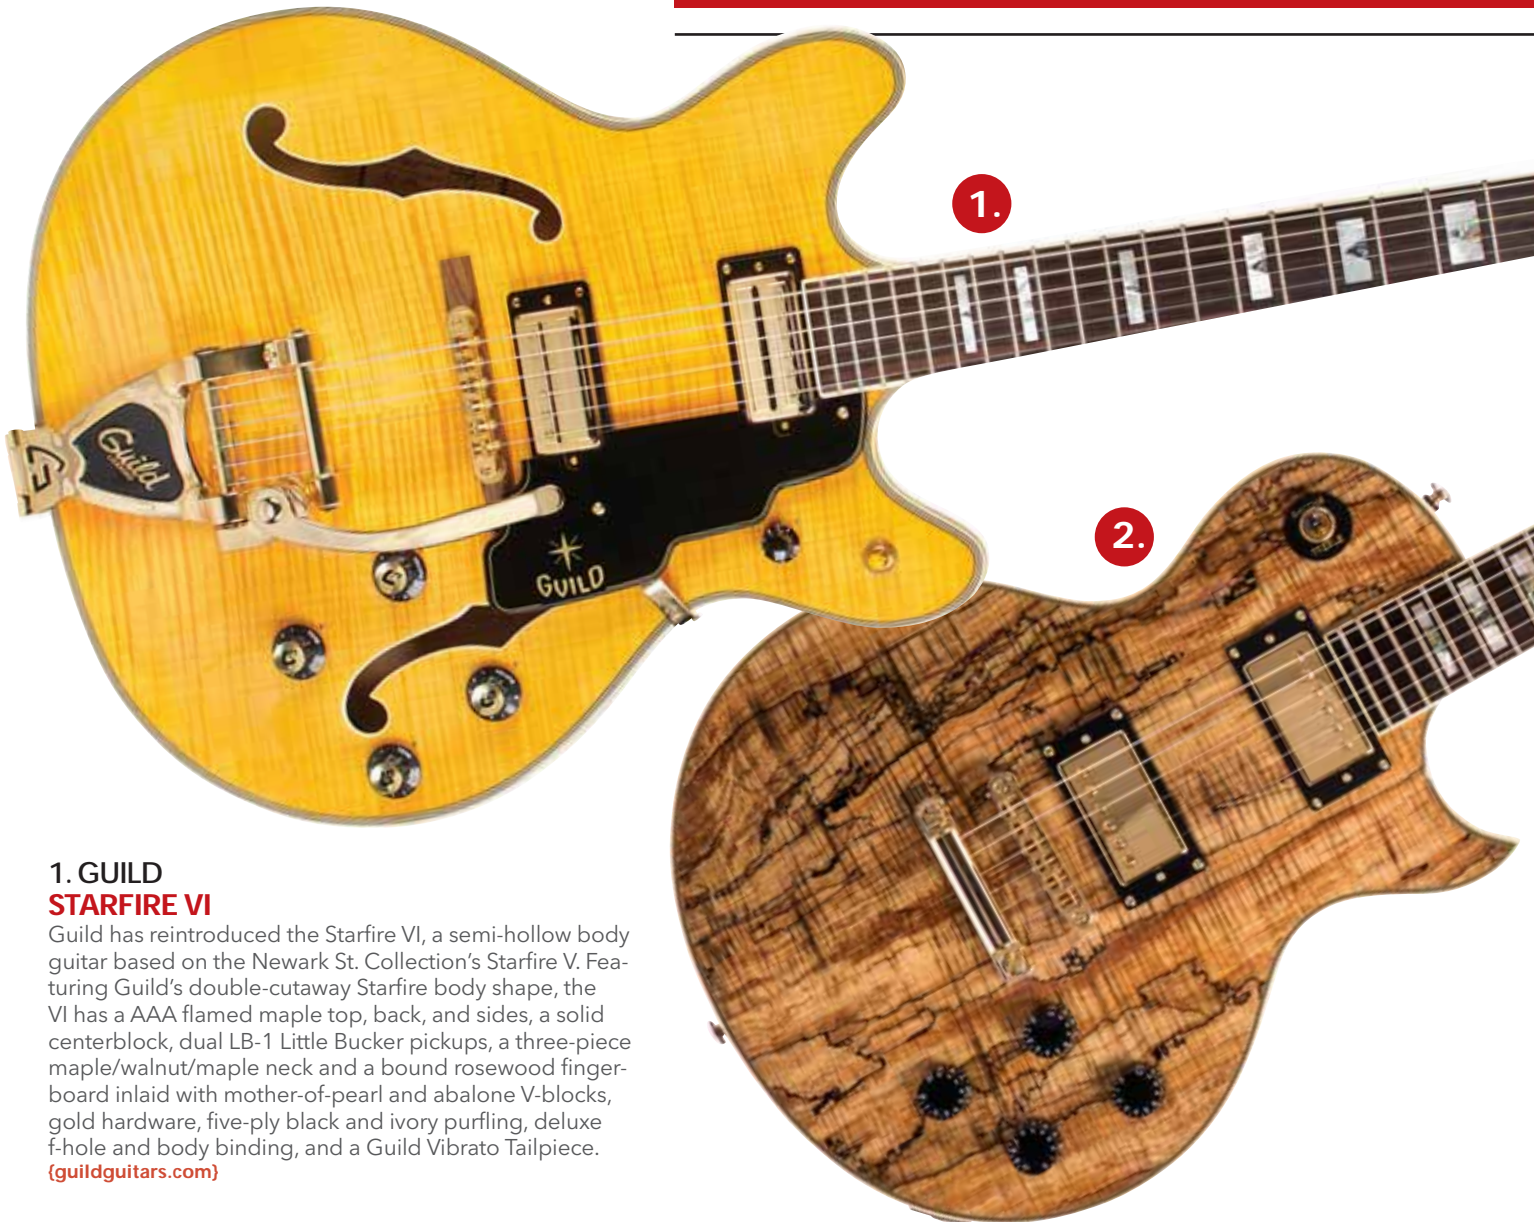 1.
Guild
G
GUILD
2.
1. GUILD
STARFIRE VI
Guild has reintroduced the Starfire VI, a semi-hollow body
guitar based on the Newark St. Collection’s Starfire V. Fea-
turing Guild’s double-cutaway Starfire body shape, the
VI has a AAA flamed maple top, back, and sides, a solid
centerblock, dual LB-1 Little Bucker pickups, a three-piece
maple/walnut/maple neck and a bound rosewood finger-
board inlaid with mother-of-pearl and abalone V-blocks,
gold hardware, five-ply black and ivory purfling, deluxe
f-hole and body binding, and a Guild Vibrato Tailpiece.
{guildguitars.com}